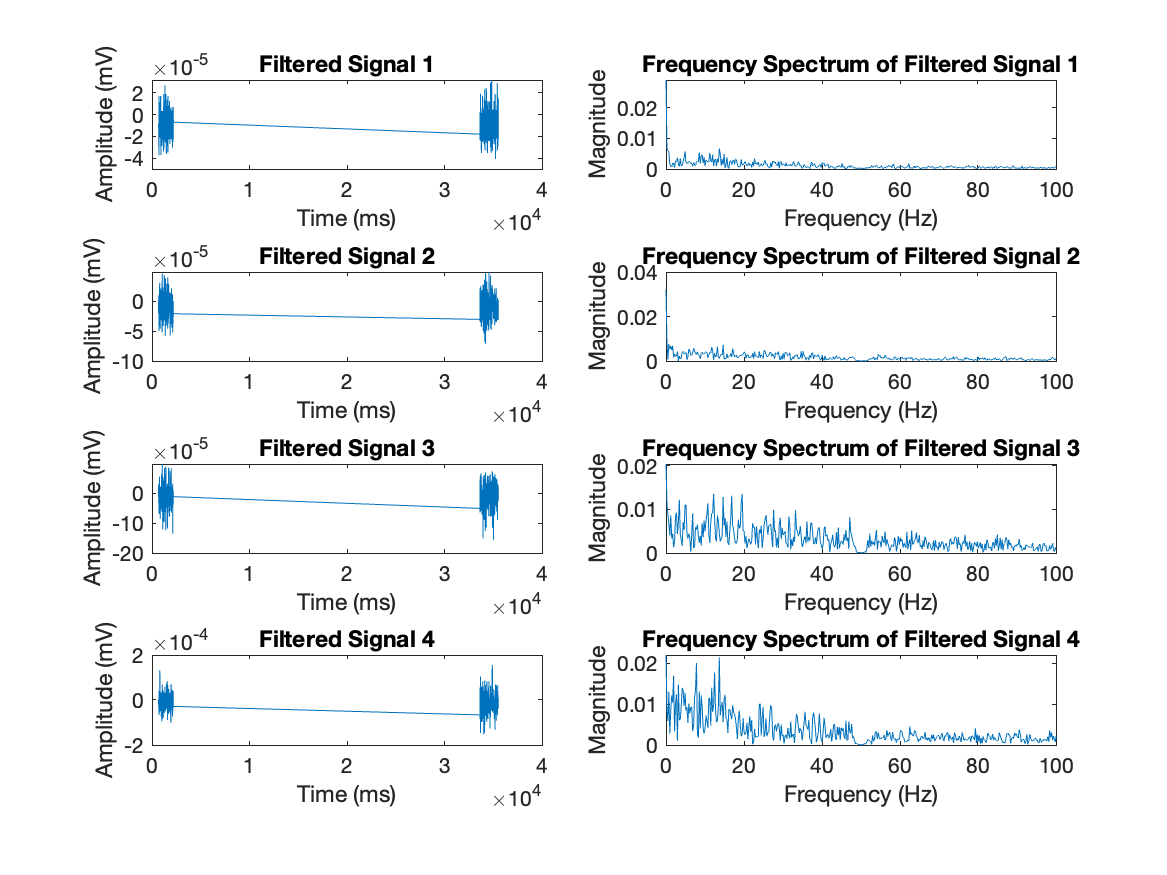 Filtered Signal 1
×10-5
Amplitude (mV)
2
0
-2
-4
0 1 2 3 4
Time (ms)
×104
Frequency Spectrum of Filtered Signal 1
Magnitude
0.02
0.01
0
0 20 40 60 80 100
Frequency (Hz)
Filtered Signal 2
×10-5
Amplitude (mV)
0
-5
-10
0 1 2 3 4
Time (ms)
×104
Frequency Spectrum of Filtered Signal 2
Magnitude
0.04
0.02
0
0 20 40 60 80 100
Frequency (Hz)
Filtered Signal 3
×10-5
Amplitude (mV)
0
-10
-20
0 1 2 3 4
Time (ms)
×104
Frequency Spectrum of Filtered Signal 3
Magnitude
0.02
0.01
0
0 20 40 60 80 100
Frequency (Hz)
Filtered Signal 4
×10-4
Amplitude (mV)
2
0
-2
0 1 2 3 4
Time (ms)
×104
Frequency Spectrum of Filtered Signal 4
Magnitude
0.02
0.01
0
0 20 40 60 80 100
Frequency (Hz)